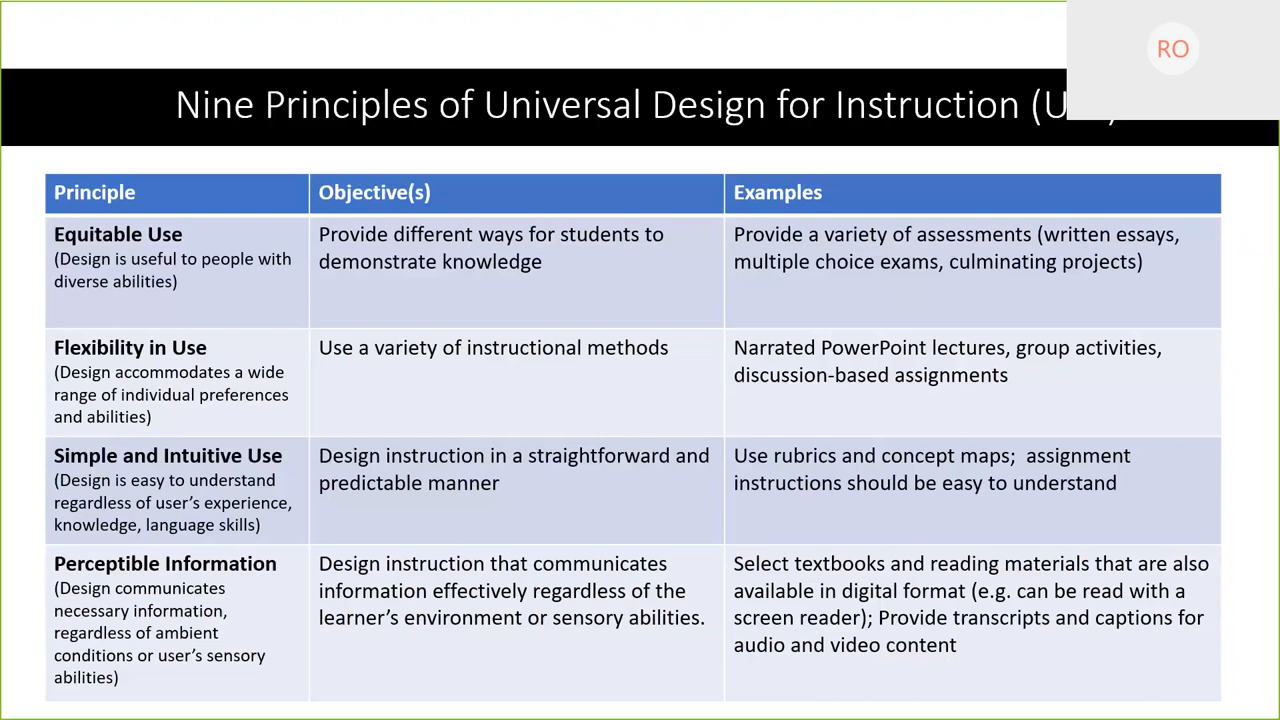 RO
Nine Principles of Universal Design for Instruction
Principle
Objective(s)
Examples
Equitable Use
(Design is useful to people with
diverse abilities)
Provide different ways for students to
demonstrate knowledge
Provide a variety of assessments (written essays,
multiple choice exams, culminating projects)
Flexibility in Use
(Design accommodates a wide
range of individual preferences
and abilities)
Use a variety of instructional methods
Narrated PowerPoint lectures, group activities,
discussion-based assignments
Simple and Intuitive Use
(Design is easy to understand
regardless of user's experience,
knowledge, language skills)
Design instruction in a straightforward and
predictable manner
Use rubrics and concept maps;  assignment
instructions should be easy to understand
Perceptible Information
(Design communicates
necessary information,
regardless of ambient
conditions or user's sensory
abilities)
Design instruction that communicates
information effectively regardless of the
learner's environment or sensory abilities.
Select textbooks and reading materials that are also
available in digital format (e.g. can be read with a
screen reader); Provide transcripts and captions for
audio and video content